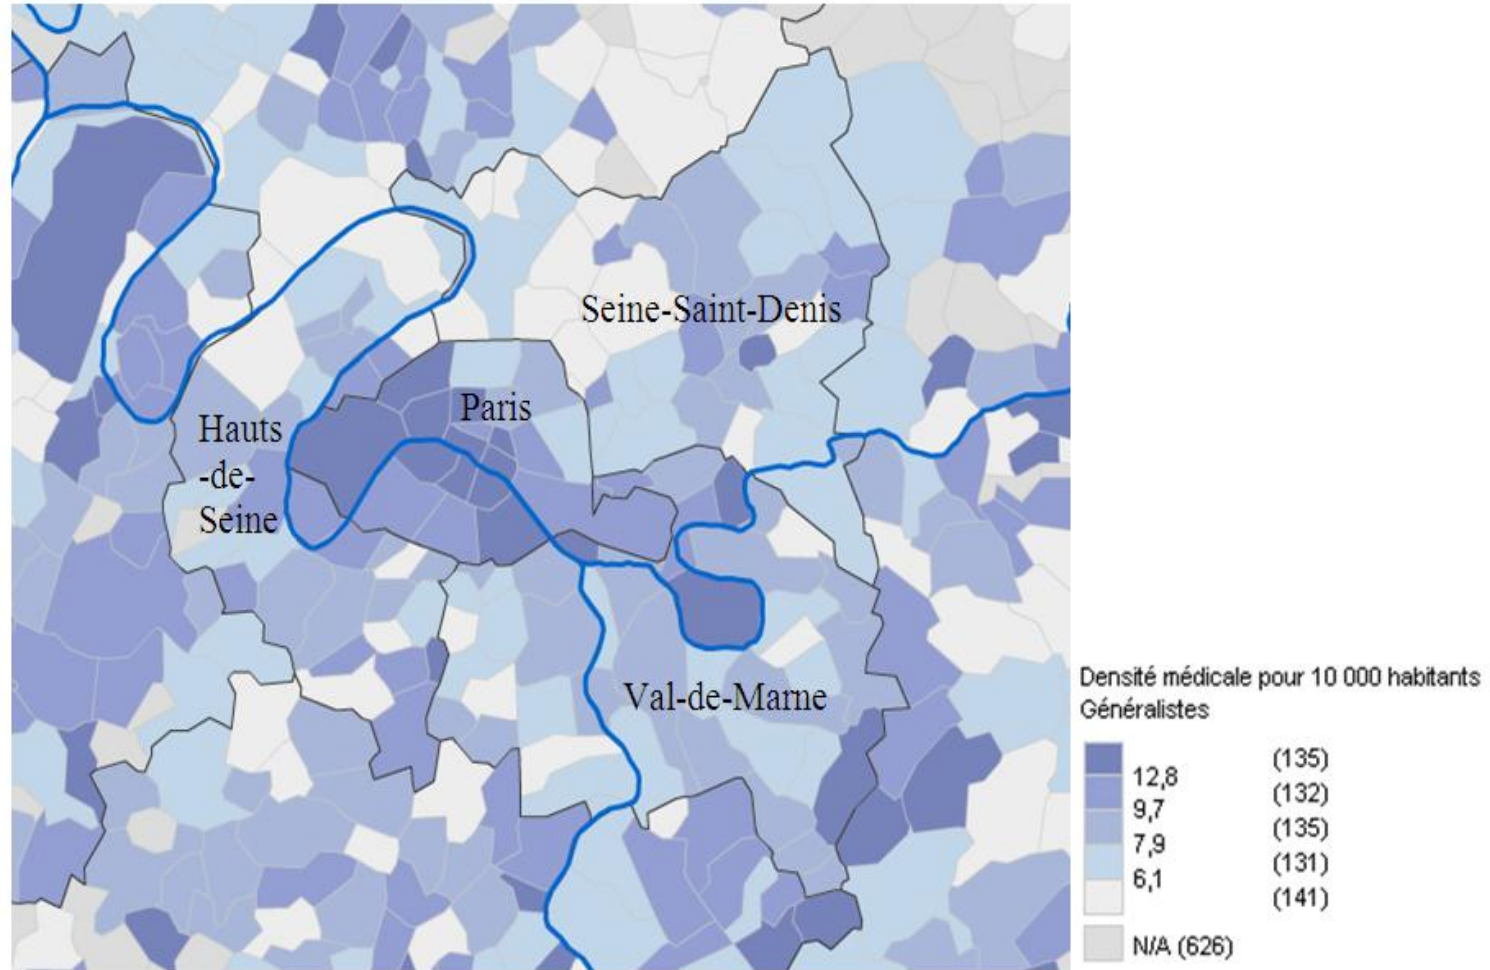 Seine-Saint-Denis
Paris
Hauts
-de-
Seine
Val-de-Marne
Densité médicale pour 10 000 habitants
Généralistes
(135)
12,8
(132)
9,7
(135)
7,9
(131)
6,1
(141)
N/A (626)